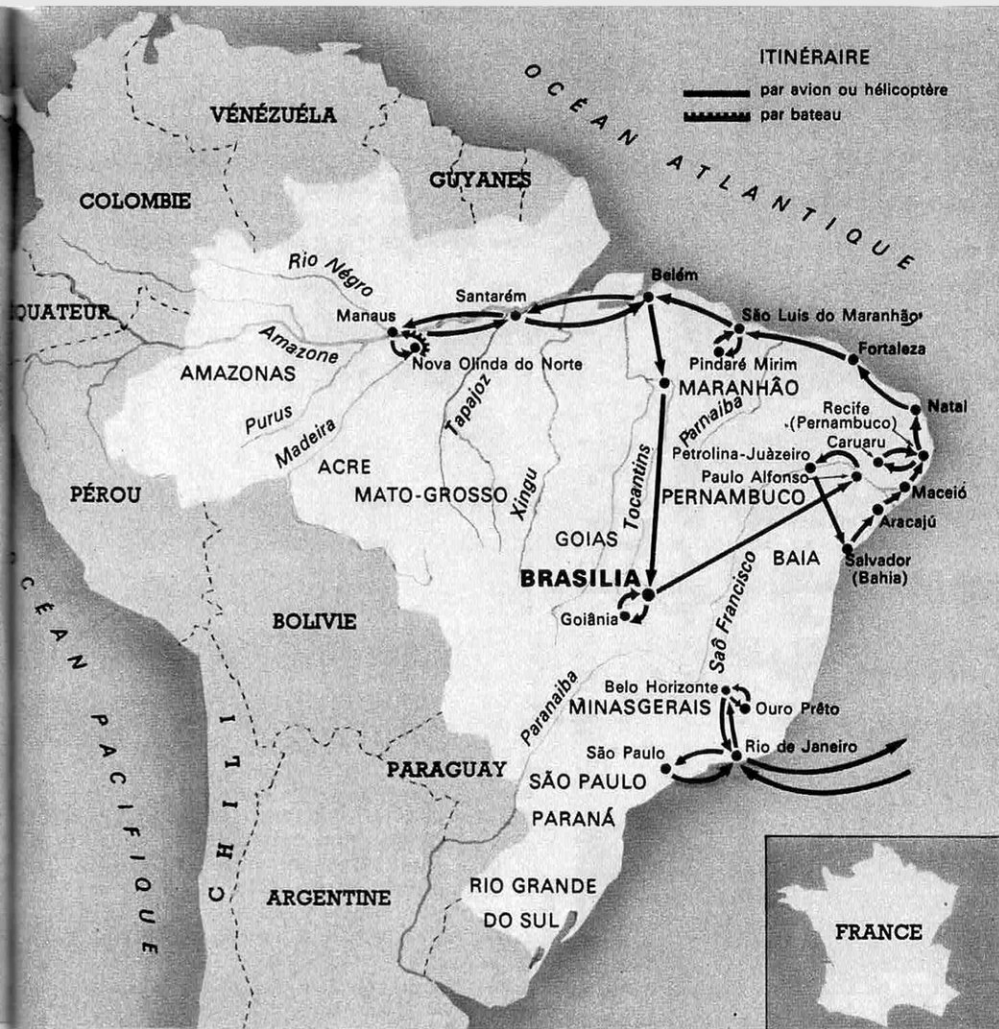 ITINÉRAIRE
par avion ou hélicoptère
par bateau
OCÉAN ATLANTIQUE
VÉNÉZUÉLA
GUYANES
COLOMBIE
Rio Négro
Belém
Santarém
QUATEUR
Manaus
São Luis do Maranhão
Amazone
Fortaleza
Nova Olinda do Norte
Pindaré Mirim
AMAZONAS
MARANHÃO
Tapajoz
Parnaiba
Natal
Recife
(Pernambuco)
Purus
Caruaru
Madeira
Petrolina-Juàzeiro
ACRE
Paulo Alfonso
PÉROU
MATO-GROSSO
Xingu
Tocantins
PERNAMBUCO
Maceió
Aracajú
GOIAS
BAIA
Salvador
(Bahia)
BRASILIA
Goiânia
BOLIVIE
Saõ Francisco
CÉAN PACIFIQUE
Belo Horizonte
MINASGERAIS
Ouro Prêto
Paranaiba
CHILI
São Paulo
Rio de Janeiro
PARAGUAY
SÃO PAULO
PARANÁ
ARGENTINE
RIO GRANDE
DO SUL
FRANCE